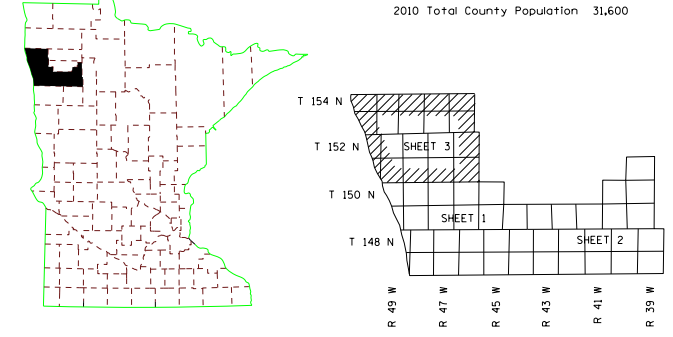 2010 Total County Population 31,600
T 154 N
T 152 N
SHEET 3
T 150 N
SHEET 1
T 148 N
SHEET 2
R 49 W
R 47 W
R 45 W
R 43 W
R 41 W
R 39 W